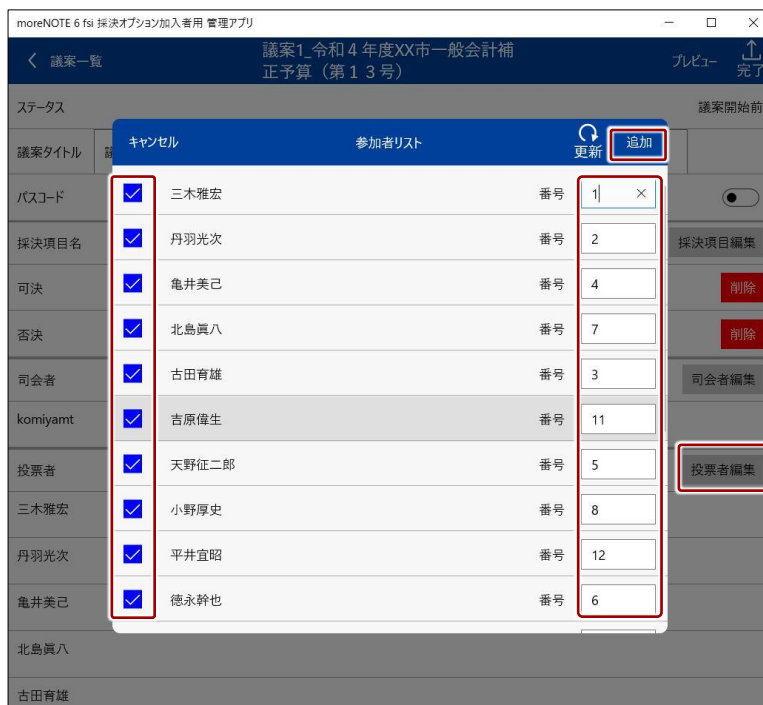 moreNOTE 6 fsi 採決オプション加入者用 管理アプリ
議案一覧
議案1_令和４年度XX市一般会計補
正予算（第１３号）
プレビュー
完了
ステータス
議案開始前
議案タイトル
議
パスコード
採決項目名
採決項目編集
可決
削除
否決
削除
司会者
司会者編集
komiyamt
投票者
投票者編集
三木雅宏
丹羽光次
亀井美己
北島眞八
古田育雄
キャンセル
参加者リスト
更新
追加
三木雅宏 番号 1
丹羽光次 番号 2
亀井美己 番号 4
北島眞八 番号 7
古田育雄 番号 3
吉原偉生 番号 11
天野征二郎 番号 5
小野厚史 番号 8
平井宜昭 番号 12
徳永幹也 番号 6